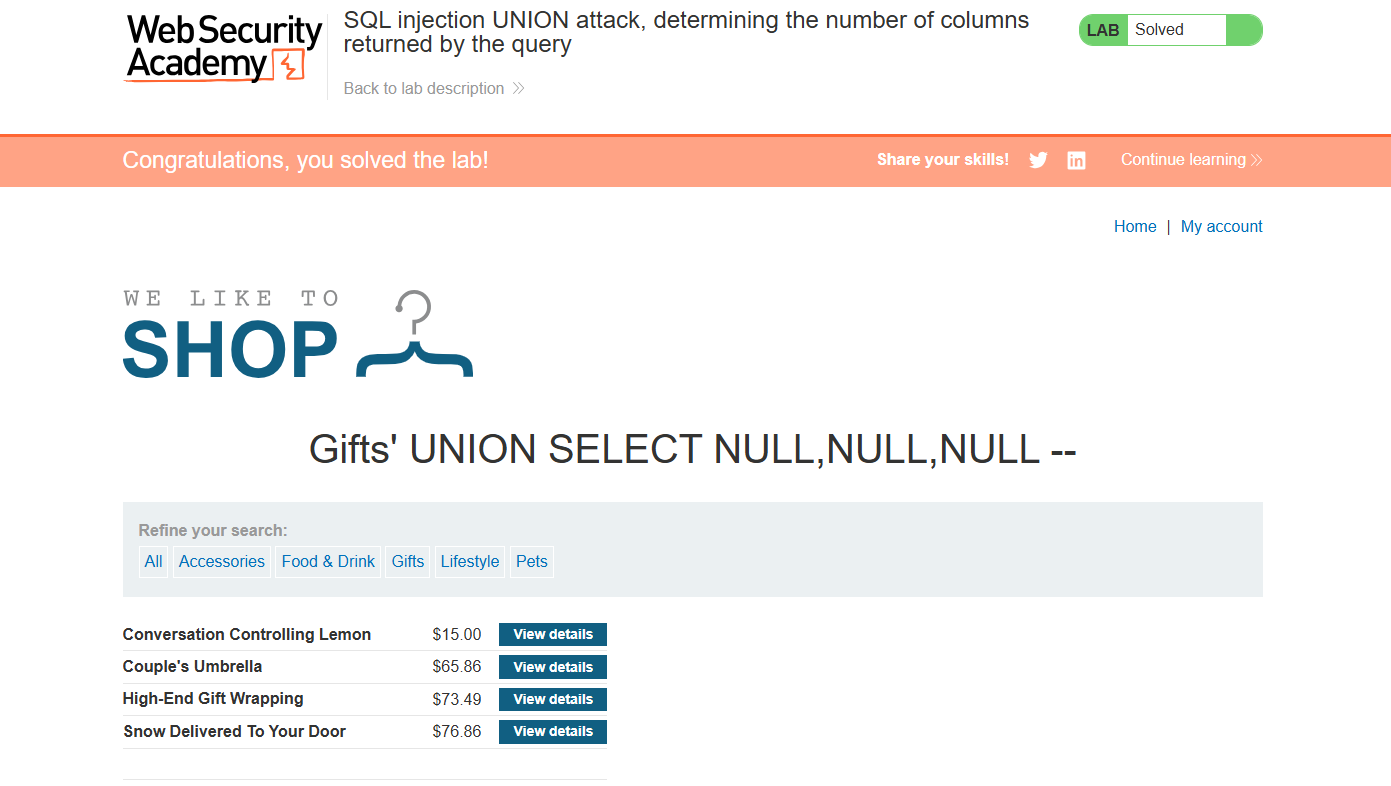 Web Security
Academy
SQL injection UNION attack, determining the number of columns
returned by the query
Back to lab description
LAB Solved
Congratulations, you solved the lab!
Share your skills!
Continue learning
Home | My account
WE LIKE TO
SHOP
Gifts' UNION SELECT NULL,NULL,NULL --
Refine your search:
All Accessories Food & Drink Gifts Lifestyle Pets
Conversation Controlling Lemon $15.00 View details
Couple's Umbrella $65.86 View details
High-End Gift Wrapping $73.49 View details
Snow Delivered To Your Door $76.86 View details